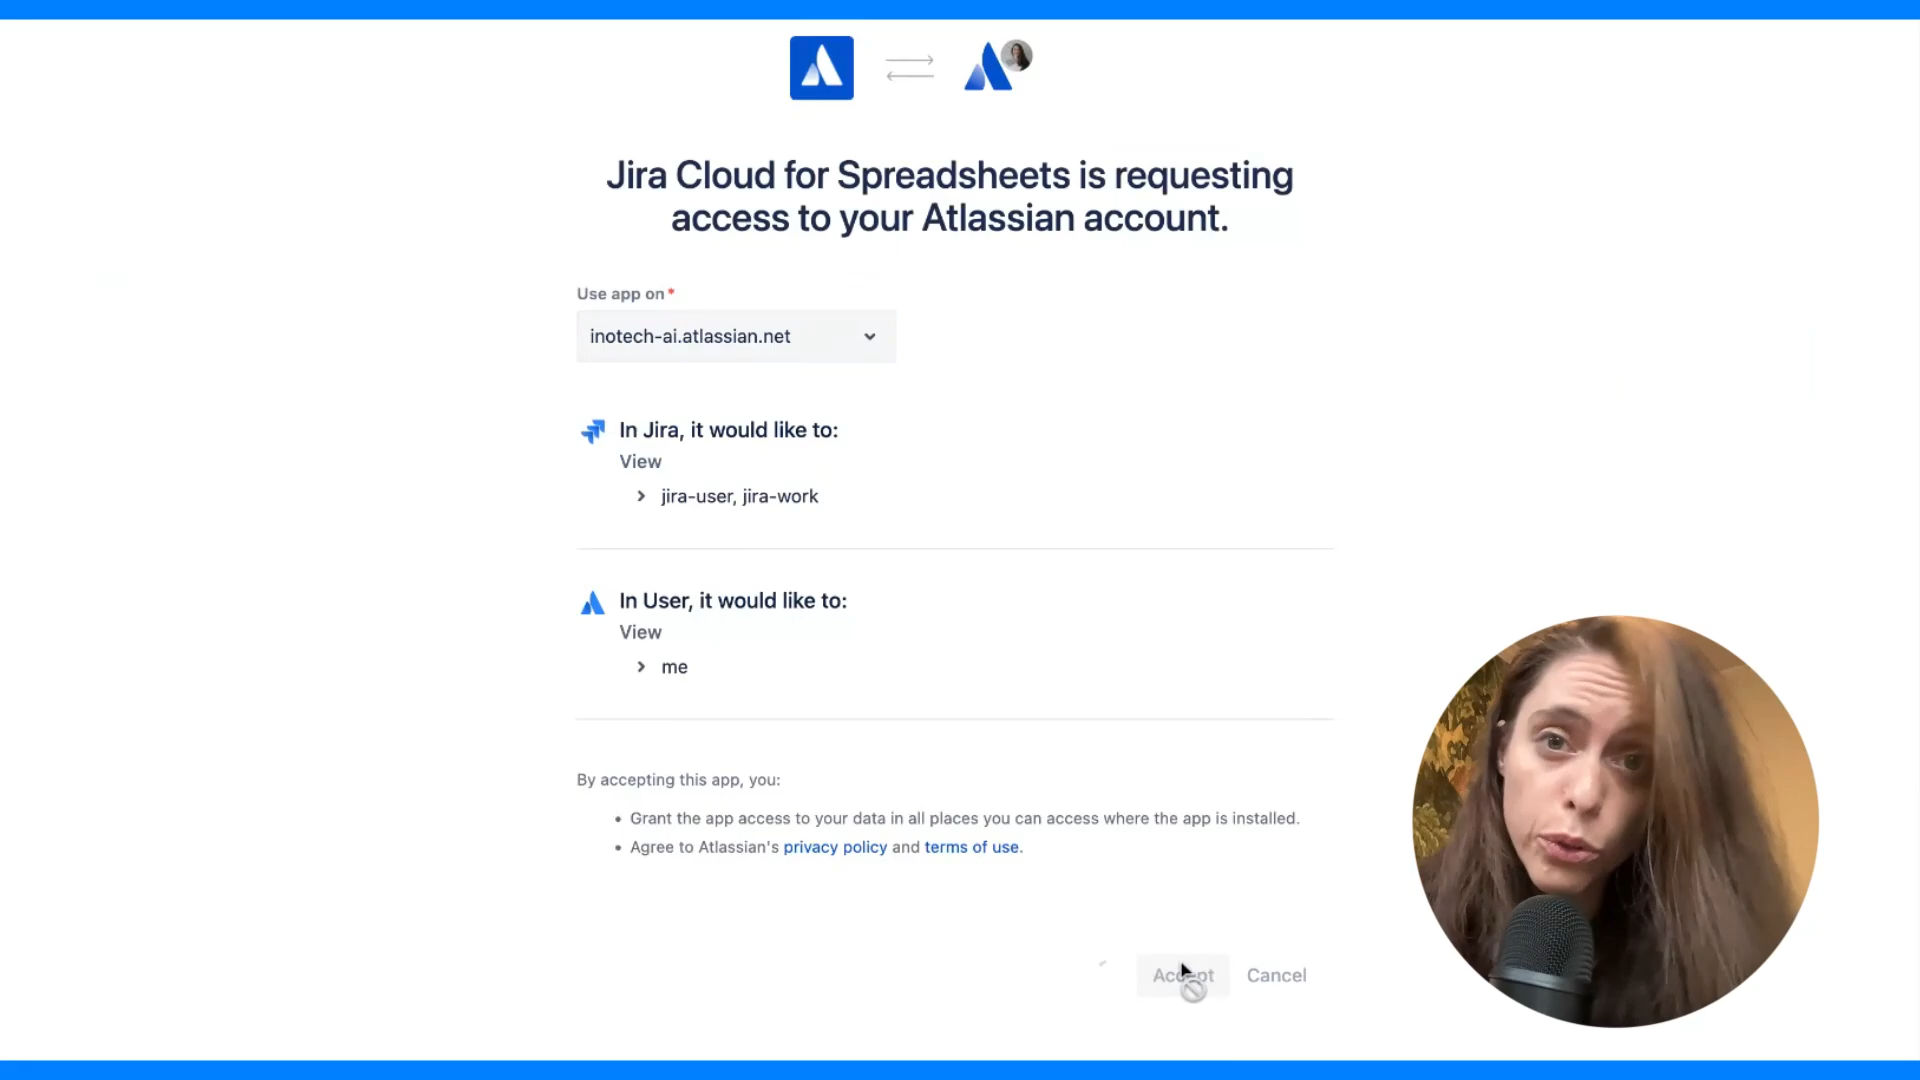 Jira Cloud for Spreadsheets is requesting
access to your Atlassian account.
Use app on *
inotech-ai.atlassian.net
In Jira, it would like to:
View
jira-user, jira-work
In User, it would like to:
View
me
By accepting this app, you:
• Grant the app access to your data in all places you can access where the app is installed.
• Agree to Atlassian's privacy policy and terms of use.
Accept Cancel